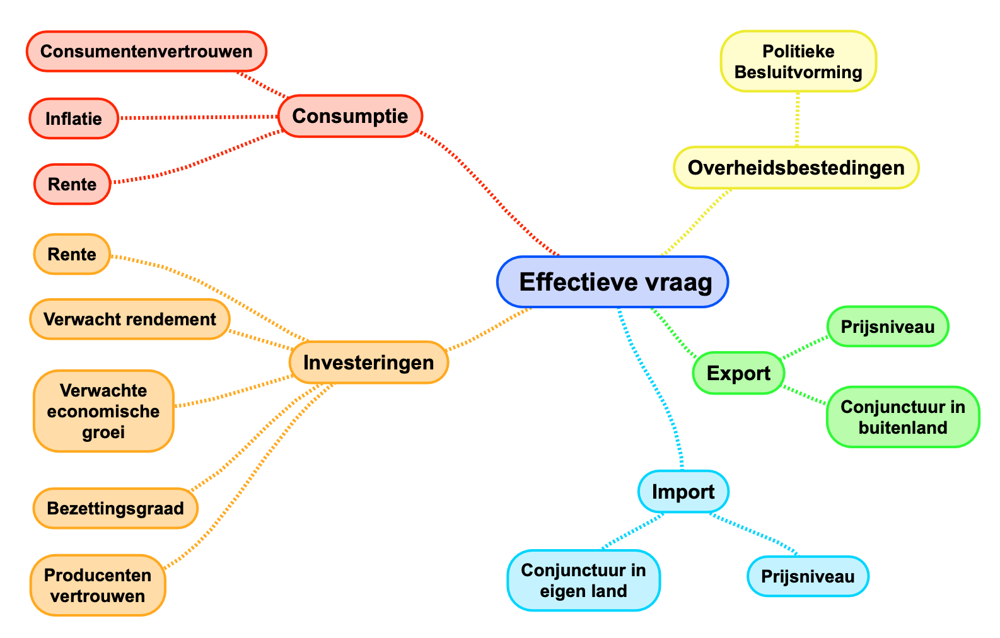 Consumentenvertrouwen
Inflatie
Rente
Consumptie
Politieke
Besluitvorming
Overheidsbestedingen
Effectieve vraag
Rente
Verwacht rendement
Verwachte
economische
groei
Bezettingsgraad
Producenten
vertrouwen
Investeringen
Export
Prijsniveau
Conjunctuur in
buitenland
Import
Conjunctuur in
eigen land
Prijsniveau